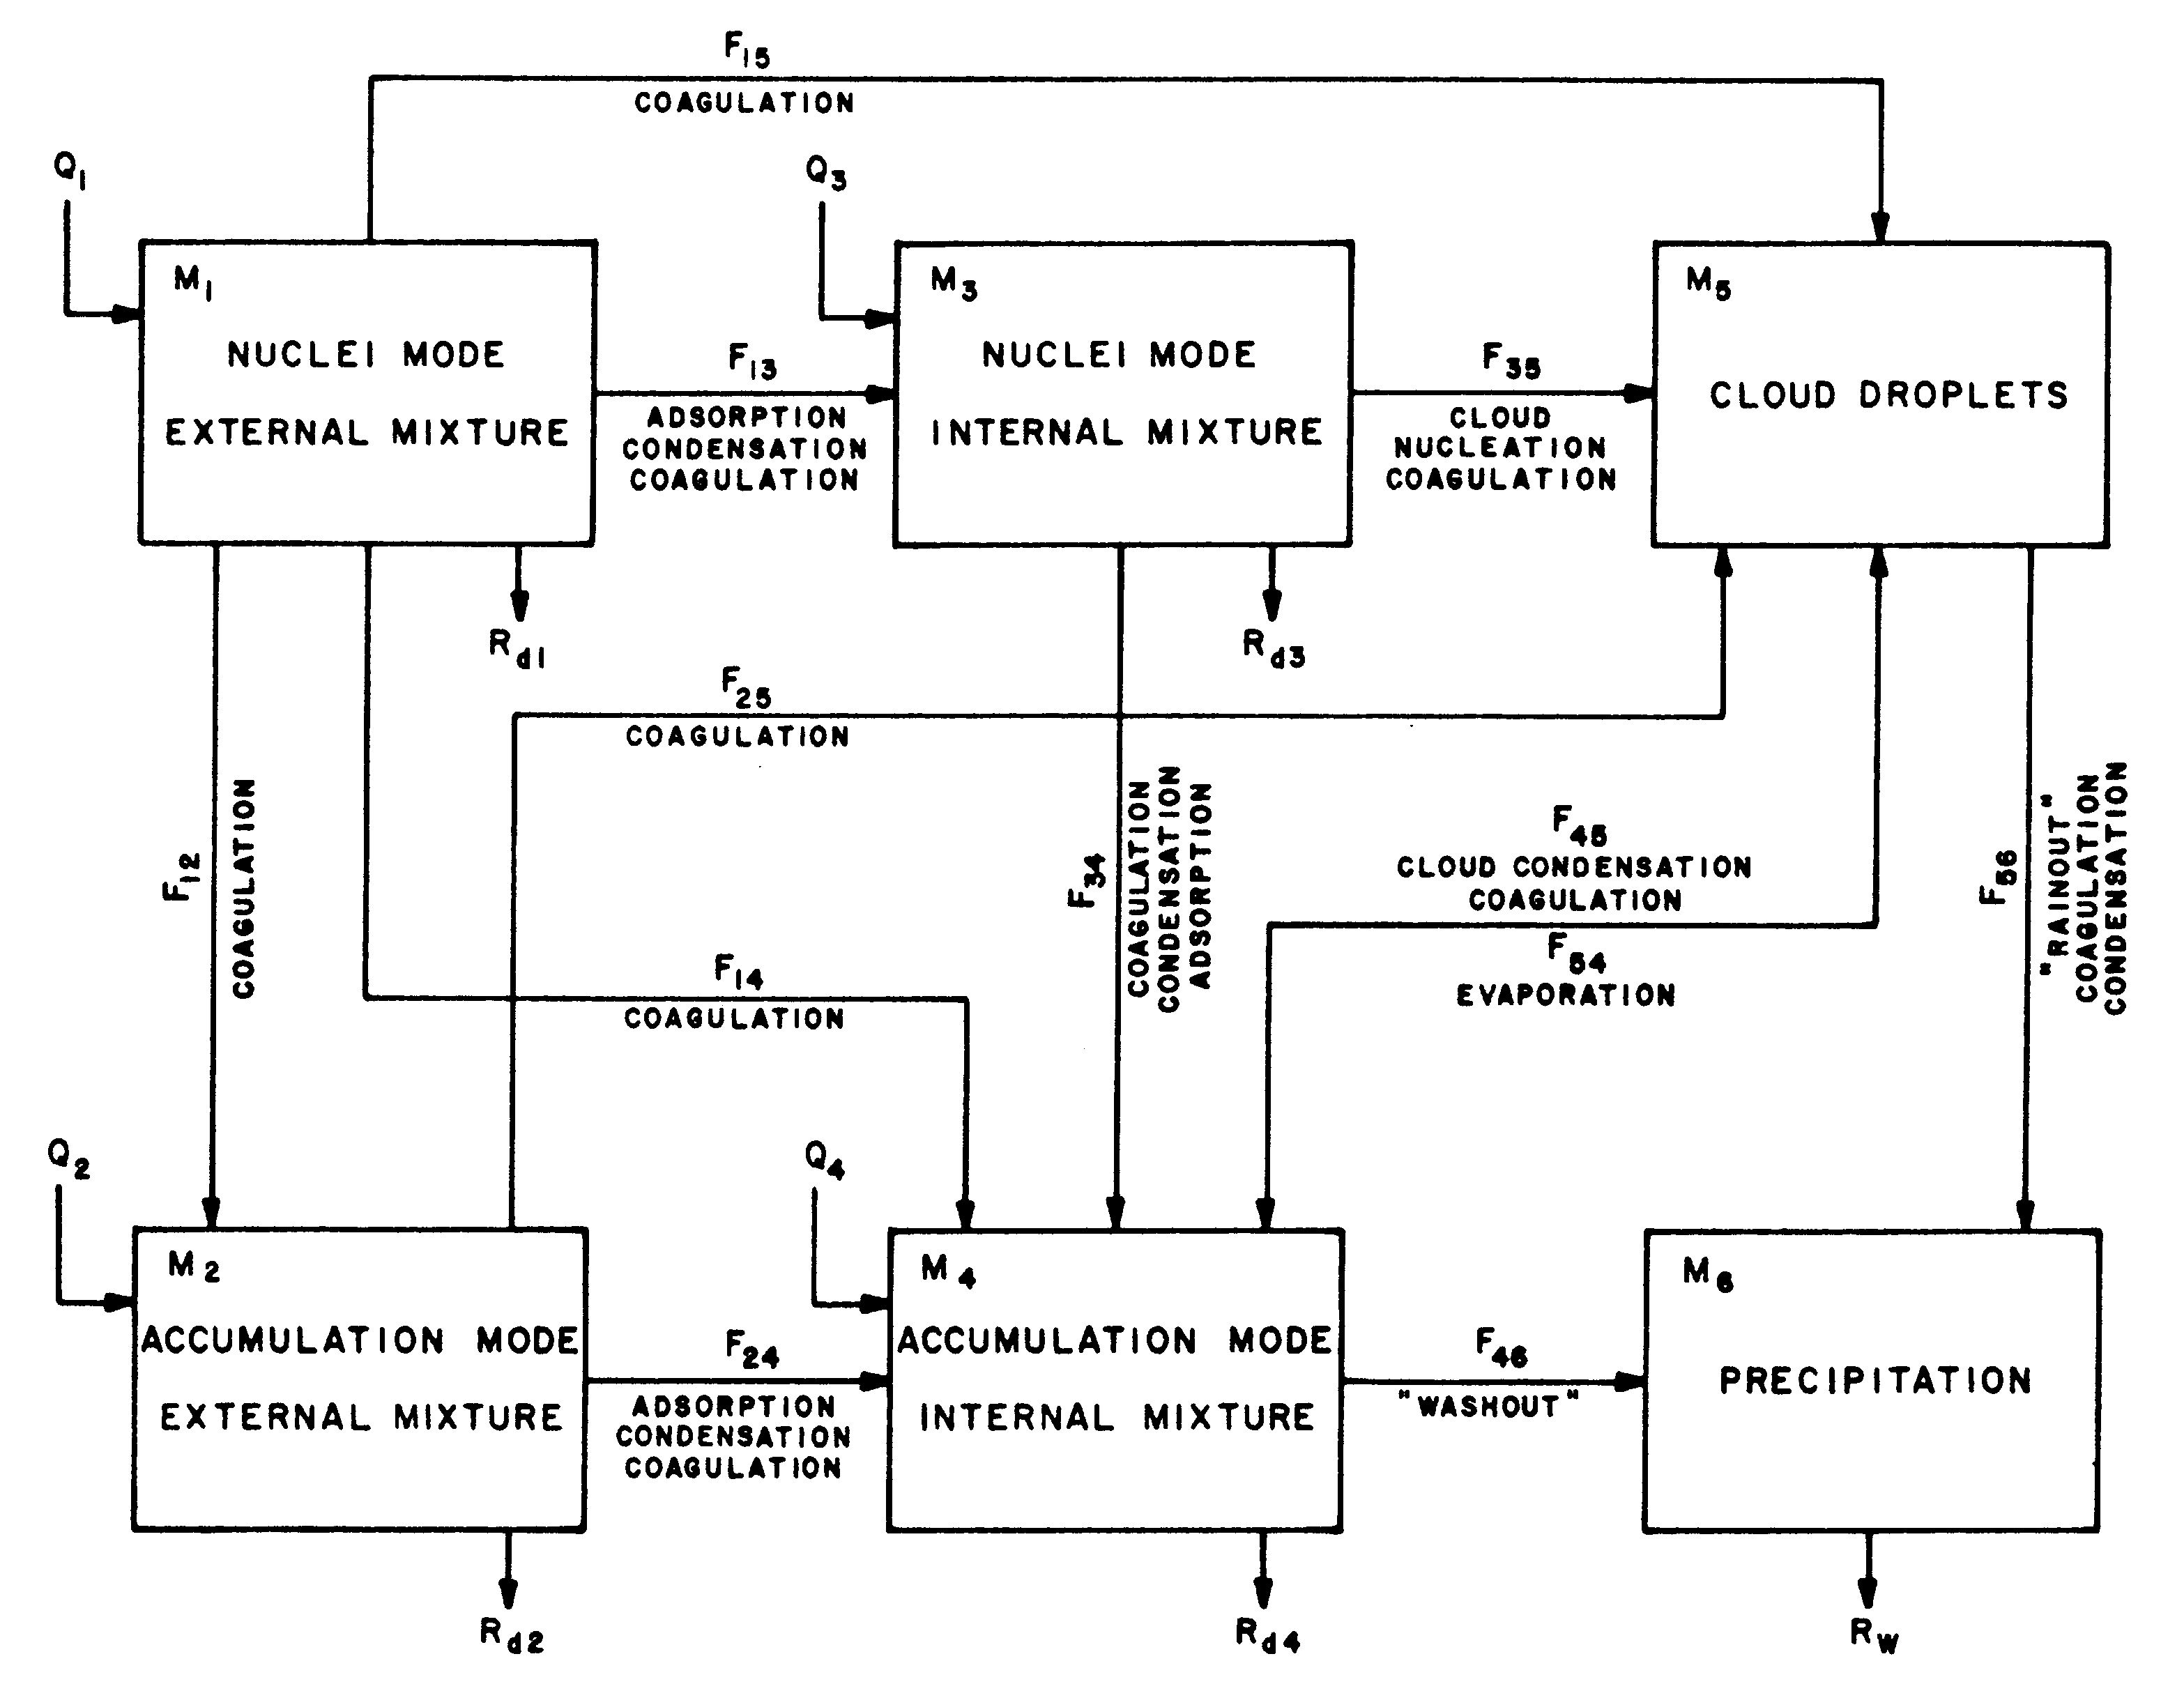 F15
COAGULATION
Q1
Q3
M1
NUCLEI MODE
EXTERNAL MIXTURE
F13
ADSORPTION
CONDENSATION
COAGULATION
M3
NUCLEI MODE
INTERNAL MIXTURE
F35
CLOUD
NUCLEATION
COAGULATION
M5
CLOUD DROPLETS
Rd1
Rd3
F25
COAGULATION
F12
COAGULATION
F34
COAGULATION
CONDENSATION
ADSORPTION
F45
CLOUD CONDENSATION
COAGULATION
F54
EVAPORATION
F56
"RAINOUT"
COAGULATION
CONDENSATION
F14
COAGULATION
Q2
Q4
M2
ACCUMULATION MODE
EXTERNAL MIXTURE
F24
ADSORPTION
CONDENSATION
COAGULATION
M4
ACCUMULATION MODE
INTERNAL MIXTURE
F46
"WASHOUT"
M6
PRECIPITATION
Rd2
Rd4
Rw